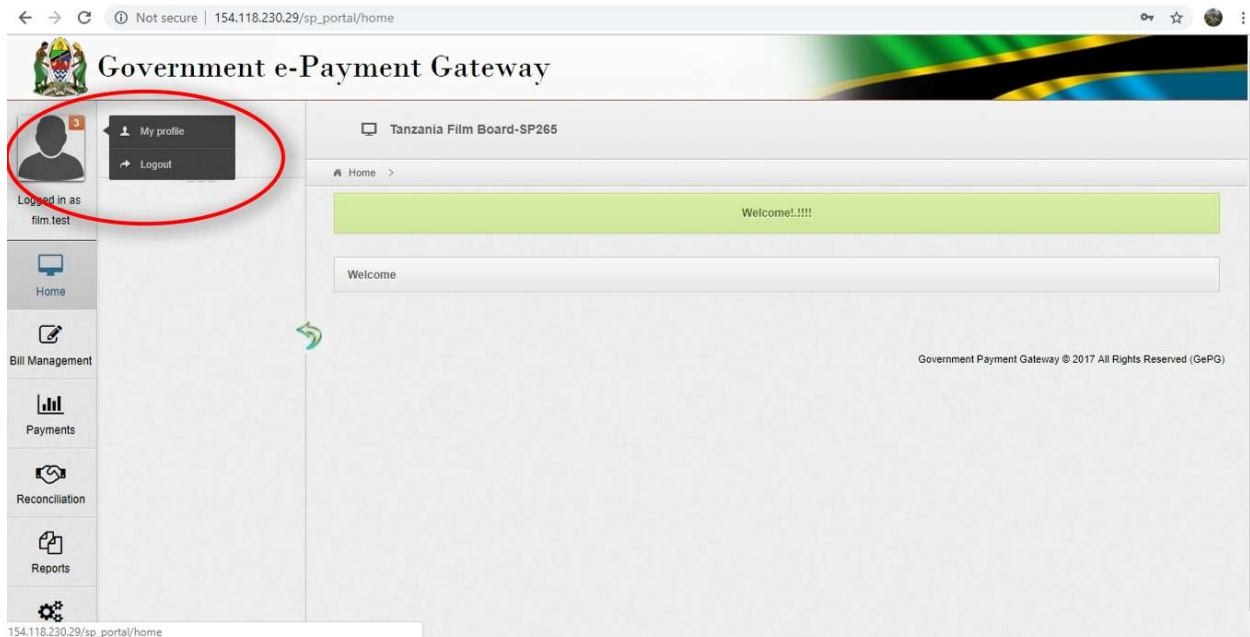 Not secure | 154.118.230.29/sp_portal/home
Government e-Payment Gateway
3
My profile
Logout
Logged in as
film.test
Tanzania Film Board-SP265
Home >
Welcome!.!!!!
Welcome
Home
Bill Management
Payments
Reconciliation
Reports
Government Payment Gateway © 2017 All Rights Reserved (GePG)
154.118.230.29/sp_portal/home